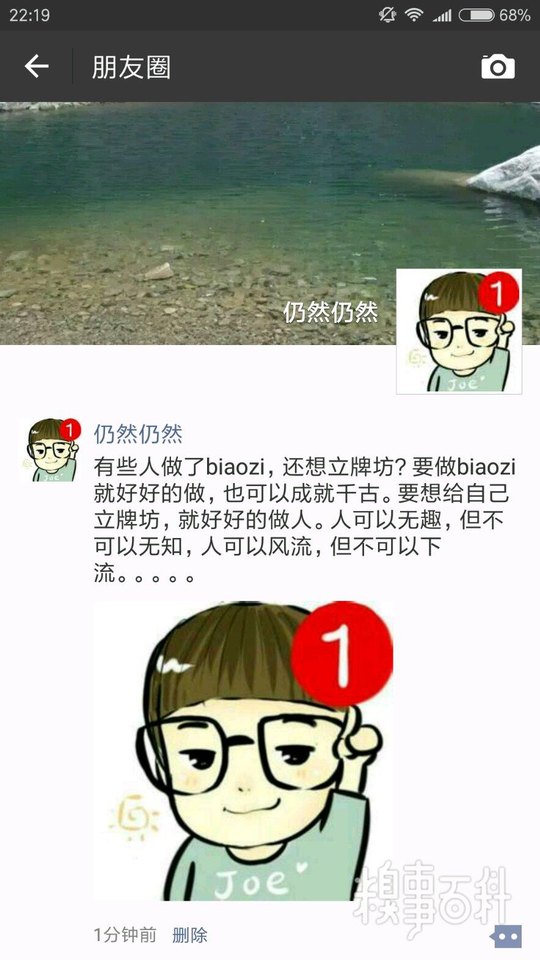 22:19
68%
朋友圈
仍然仍然
1
Joe
1
仍然仍然
Joe
有些人做了biaozi，还想立牌坊？要做biaozi
就好好的做，也可以成就千古。要想给自己
立牌坊，就好好的做人。人可以无趣，但不
可以无知，人可以风流，但不可以下
流。。。。。
1
Joe
糗事百科
1分钟前 删除